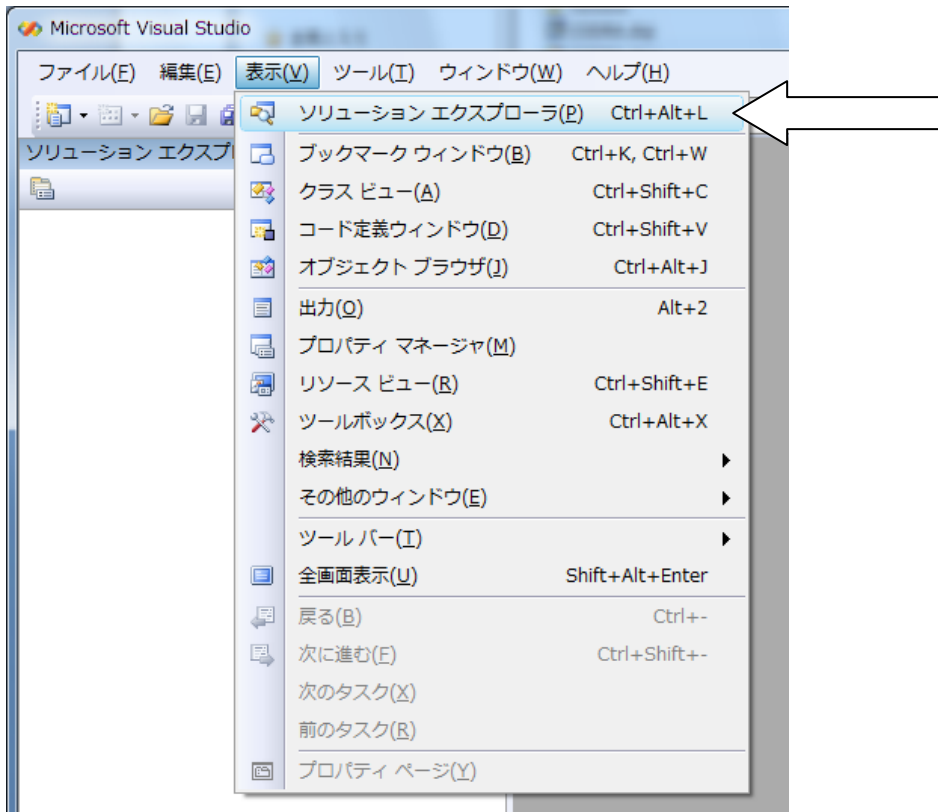 Microsoft Visual Studio
ファイル(F) 編集(E) 表示(V) ツール(T) ウィンドウ(W) ヘルプ(H)
ソリューション エクスプ
ソリューション エクスプローラ(P) Ctrl+Alt+L
ブックマーク ウィンドウ(B) Ctrl+K, Ctrl+W
クラス ビュー(A) Ctrl+Shift+C
コード定義ウィンドウ(D) Ctrl+Shift+V
オブジェクト ブラウザ(J) Ctrl+Alt+J
出力(O) Alt+2
プロパティ マネージャ(M)
リソース ビュー(R) Ctrl+Shift+E
ツールボックス(X) Ctrl+Alt+X
検索結果(N)
その他のウィンドウ(E)
ツール バー(T)
全画面表示(U) Shift+Alt+Enter
戻る(B) Ctrl+-
次に進む(F) Ctrl+Shift+-
次のタスク(X)
前のタスク(R)
プロパティ ページ(Y)